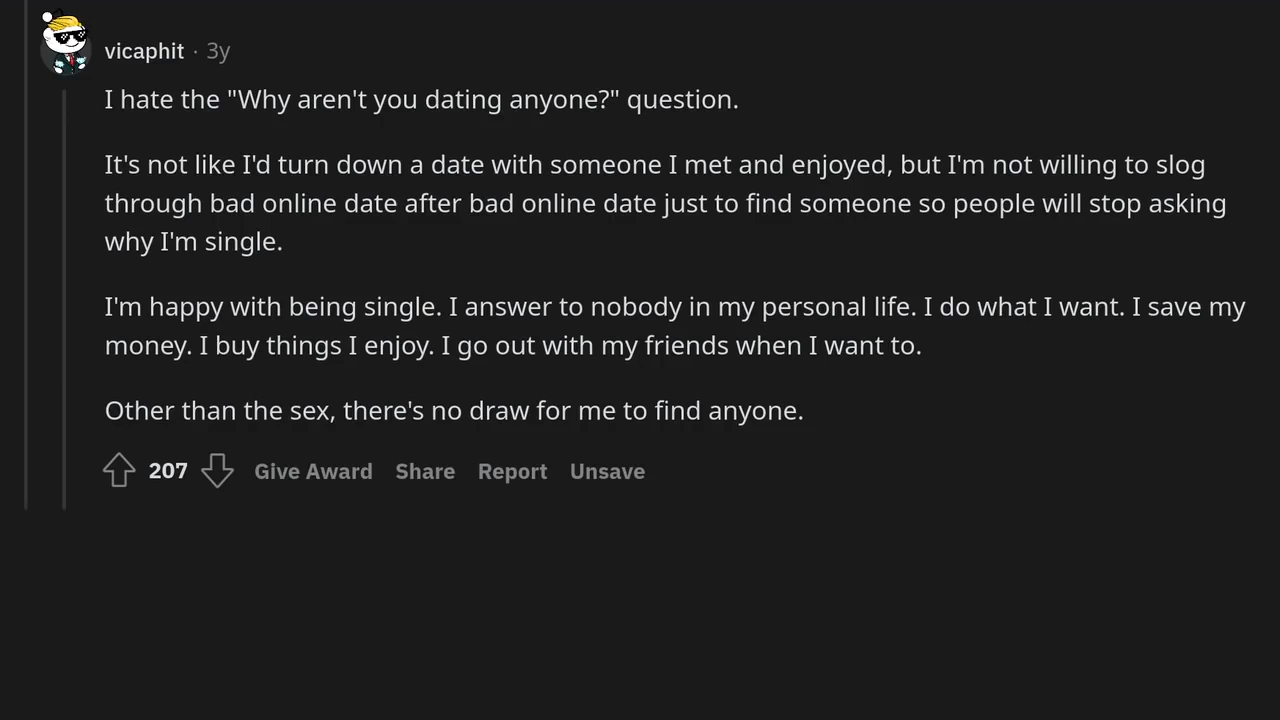 vicaphit · 3y
I hate the "Why aren't you dating anyone?" question.
It's not like I'd turn down a date with someone I met and enjoyed, but I'm not willing to slog
through bad online date after bad online date just to find someone so people will stop asking
why I'm single.
I'm happy with being single. I answer to nobody in my personal life. I do what I want. I save my
money. I buy things I enjoy. I go out with my friends when I want to.
Other than the sex, there's no draw for me to find anyone.
207 Give Award Share Report Unsave